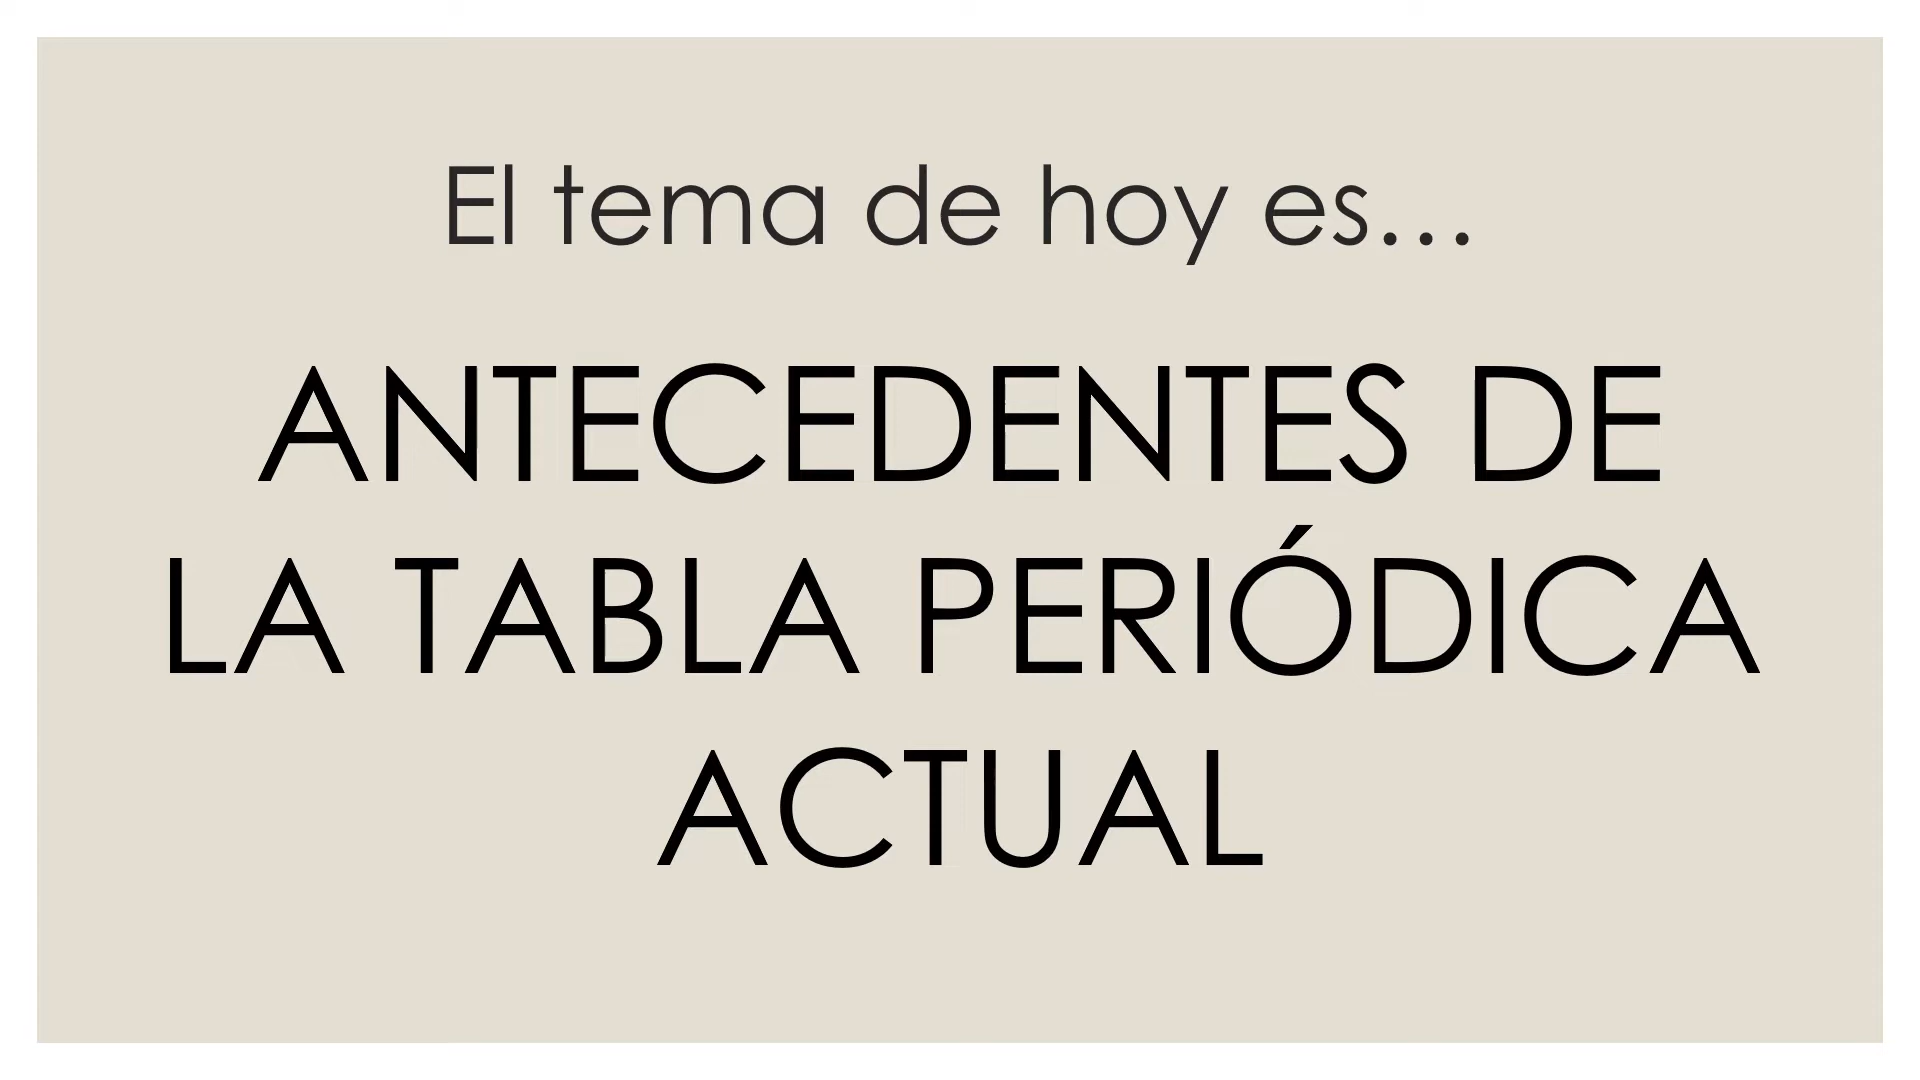 El tema de hoy es...
ANTECEDENTES DE
LA TABLA PERIÓDICA
ACTUAL